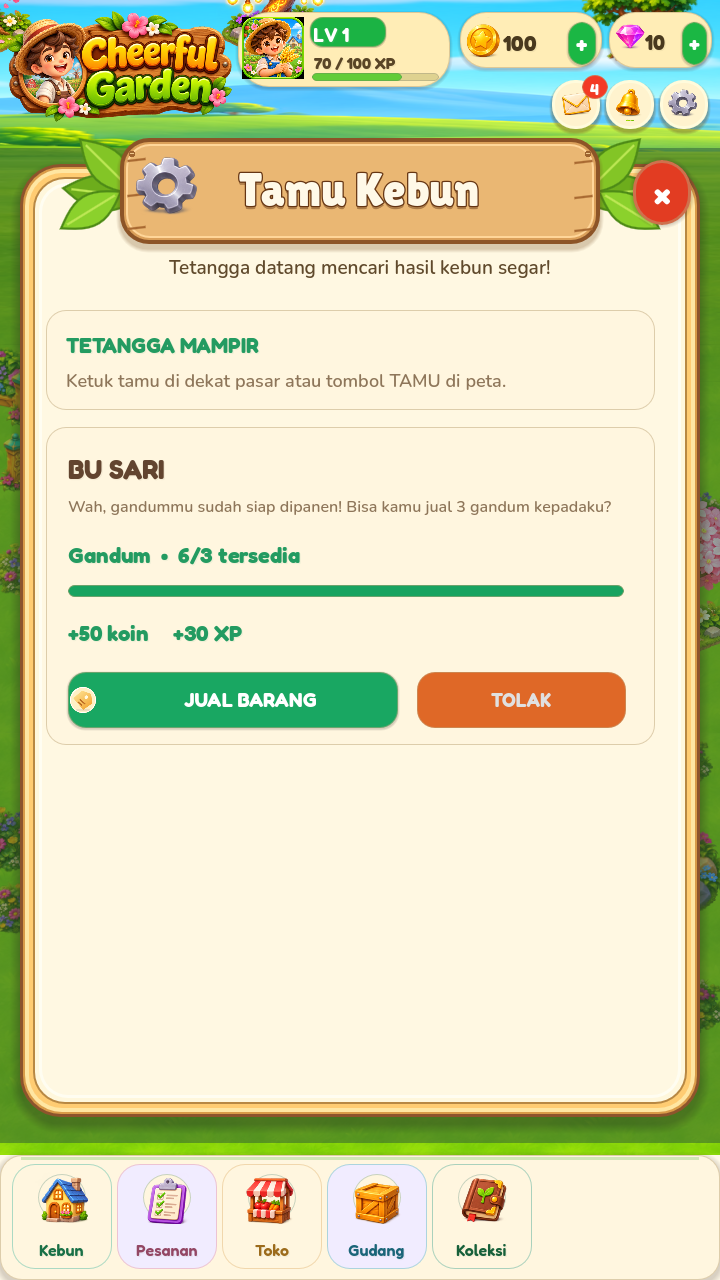 Cheerful
Garden
LV 1
70 / 100 XP
100
+
10
+
4
Tamu Kebun
×
Tetangga datang mencari hasil kebun segar!
TETANGGA MAMPIR
Ketuk tamu di dekat pasar atau tombol TAMU di peta.
BU SARI
Wah, gandummu sudah siap dipanen! Bisa kamu jual 3 gandum kepadaku?
Gandum • 6/3 tersedia
+50 koin +30 XP
JUAL BARANG
TOLAK
Kebun
Pesanan
Toko
Gudang
Koleksi